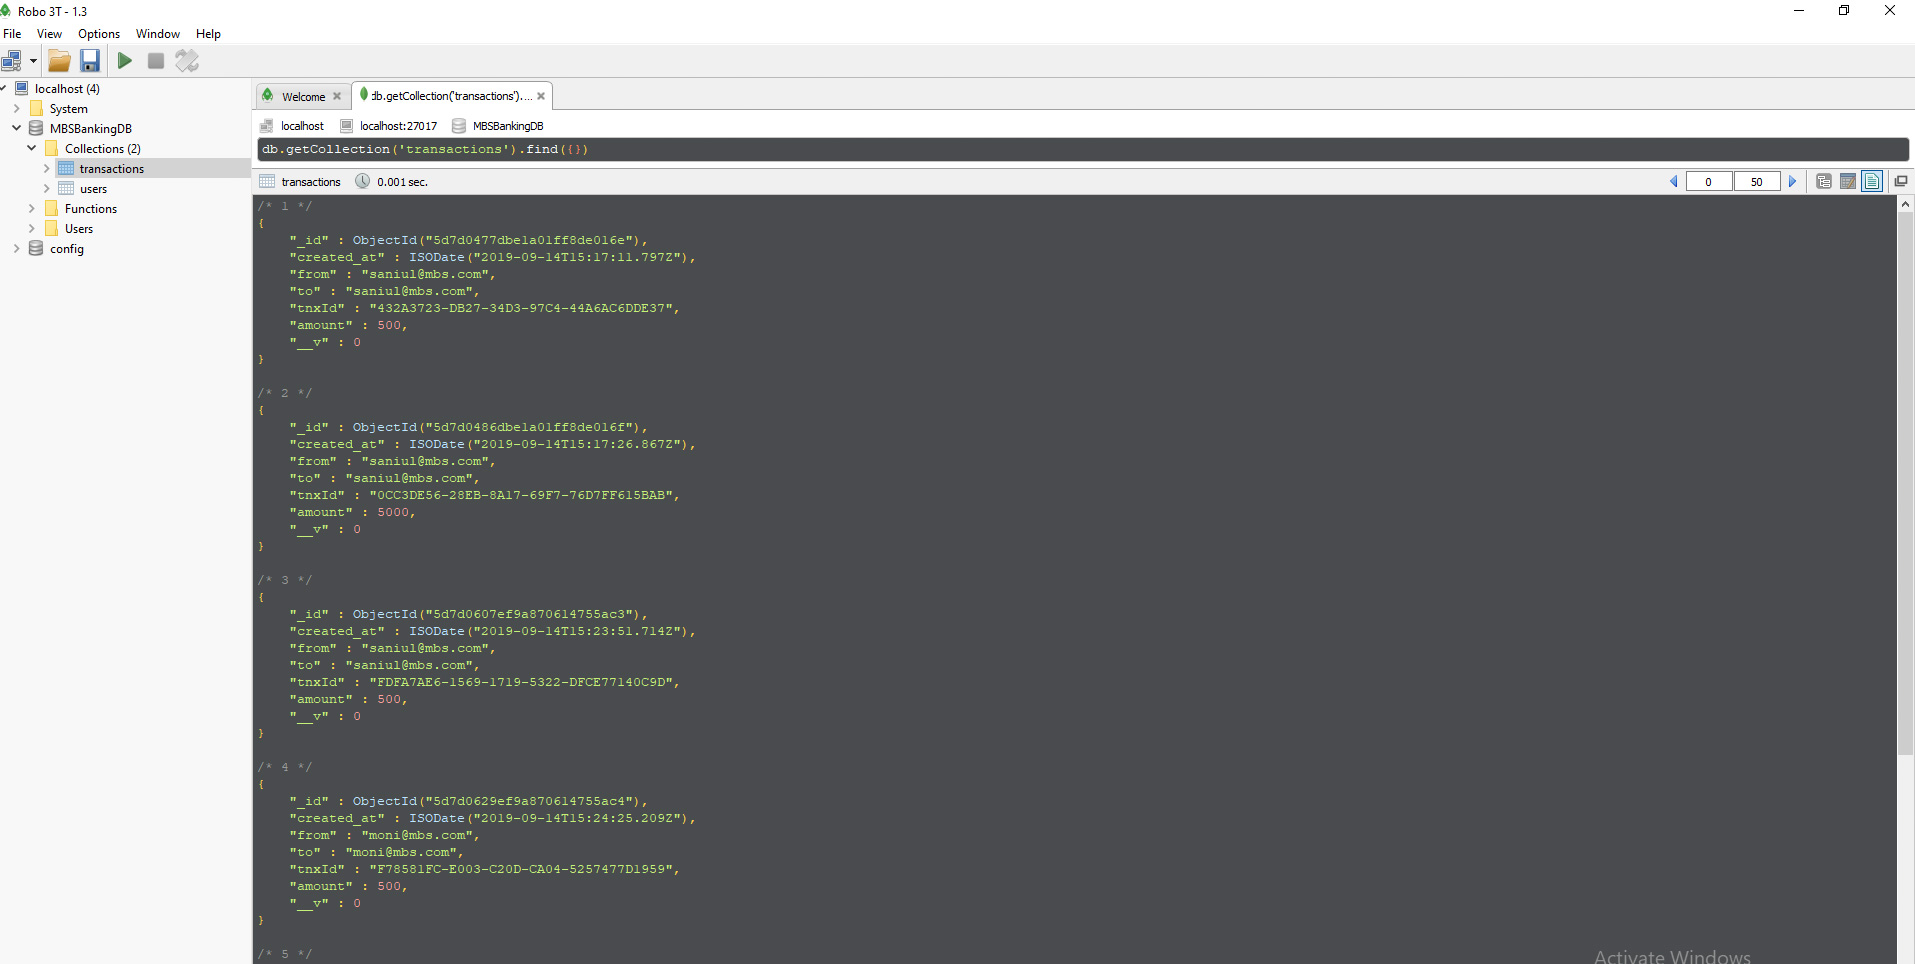 Robo 3T - 1.3
File View Options Window Help
localhost (4)
System
MBSBankingDB
Collections (2)
transactions
users
Functions
Users
config
Welcome
db.getCollection('transactions')....
localhost localhost:27017 MBSBankingDB
db.getCollection('transactions').find({})
transactions 0.001 sec.
0 50
/* 1 */
{
"_id" : ObjectId("5d7d0477dbe1a01ff8de016e"),
"created_at" : ISODate("2019-09-14T15:17:11.797Z"),
"from" : "saniul@mbs.com",
"to" : "saniul@mbs.com",
"tnxId" : "432A3723-DB27-34D3-97C4-44A6AC6DDE37",
"amount" : 500,
"__v" : 0
}
/* 2 */
{
"_id" : ObjectId("5d7d0486dbe1a01ff8de016f"),
"created_at" : ISODate("2019-09-14T15:17:26.867Z"),
"from" : "saniul@mbs.com",
"to" : "saniul@mbs.com",
"tnxId" : "0CC3DE56-28EB-8A17-69F7-76D7FF615BAB",
"amount" : 5000,
"__v" : 0
}
/* 3 */
{
"_id" : ObjectId("5d7d0607ef9a870614755ac3"),
"created_at" : ISODate("2019-09-14T15:23:51.714Z"),
"from" : "saniul@mbs.com",
"to" : "saniul@mbs.com",
"tnxId" : "FDFA7AE6-1569-1719-5322-DFCE77140C9D",
"amount" : 500,
"__v" : 0
}
/* 4 */
{
"_id" : ObjectId("5d7d0629ef9a870614755ac4"),
"created_at" : ISODate("2019-09-14T15:24:25.209Z"),
"from" : "moni@mbs.com",
"to" : "moni@mbs.com",
"tnxId" : "F78581FC-E003-C20D-CA04-5257477D1959",
"amount" : 500,
"__v" : 0
}
/* 5 */
Activate Windows